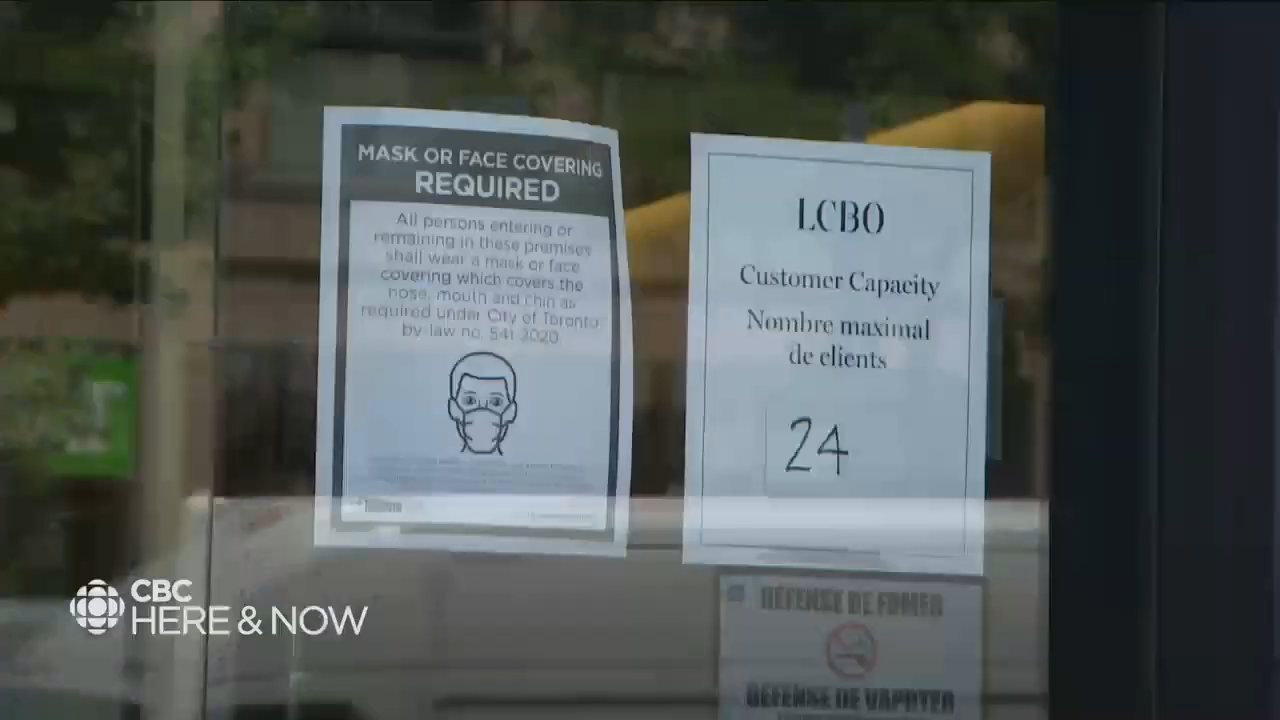 MASK OR FACE COVERING
REQUIRED
All persons entering or
remaining in these premises
shall wear a mask or face
covering which covers the
nose, mouth and chin as
required under City of Toronto
by-law no. 541-2020.
Toronto
LCBO
Customer Capacity
Nombre maximal
de clients
24
DÉFENSE DE FUMER
DÉFENSE DE VAPOTER
CBC
HERE & NOW